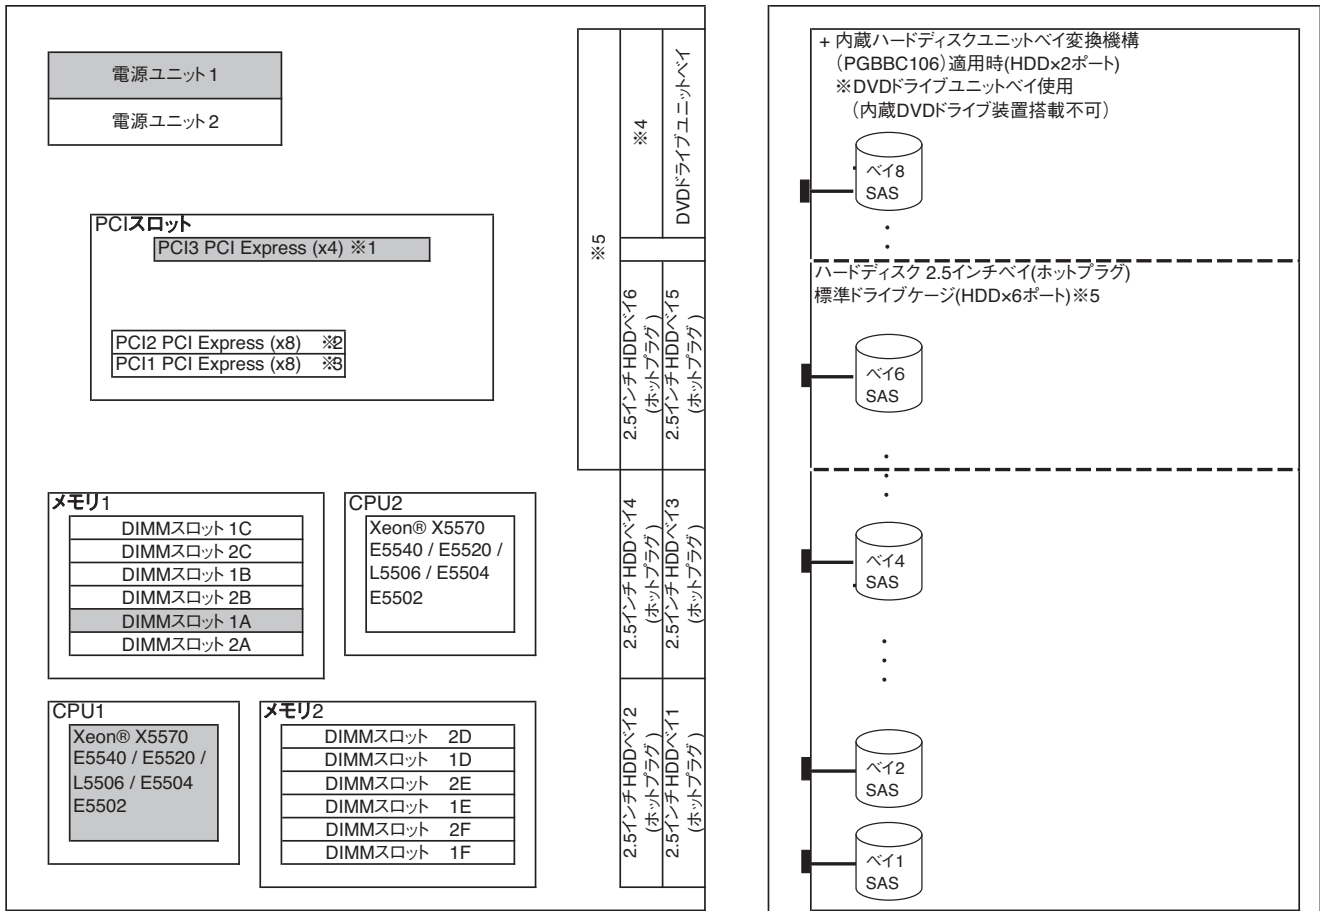 電源ユニット1
電源ユニット2
PCIスロット
PCI3 PCI Express (x4) ※1
PCI2 PCI Express (x8) ※2
PCI1 PCI Express (x8) ※3
メモリ1
DIMMスロット 1C
DIMMスロット 2C
DIMMスロット 1B
DIMMスロット 2B
DIMMスロット 1A
DIMMスロット 2A
CPU2
Xeon® X5570
E5540 / E5520 /
L5506 / E5504
E5502
CPU1
Xeon® X5570
E5540 / E5520 /
L5506 / E5504
E5502
メモリ2
DIMMスロット 2D
DIMMスロット 1D
DIMMスロット 2E
DIMMスロット 1E
DIMMスロット 2F
DIMMスロット 1F
※5
※4
DVDドライブユニットベイ
2.5インチHDDベイ6
(ホットプラグ)
2.5インチHDDベイ5
(ホットプラグ)
2.5インチHDDベイ4
(ホットプラグ)
2.5インチHDDベイ3
(ホットプラグ)
2.5インチHDDベイ2
(ホットプラグ)
2.5インチHDDベイ1
(ホットプラグ)
+ 内蔵ハードディスクユニットベイ変換機構
(PGBBC106)適用時(HDD×2ポート)
※DVDドライブユニットベイ使用
(内蔵DVDドライブ装置搭載不可)
ベイ8
SAS
ハードディスク 2.5インチベイ(ホットプラグ)
標準ドライブケージ(HDD×6ポート)※5
ベイ6
SAS
ベイ4
SAS
ベイ2
SAS
ベイ1
SAS